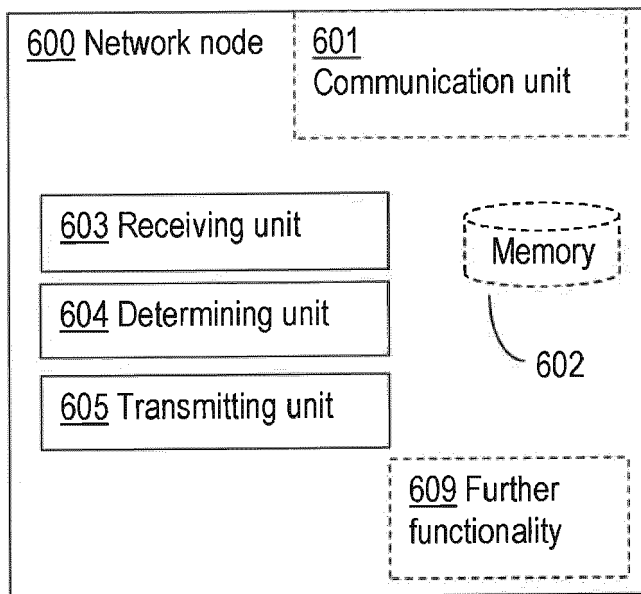 600 Network node
601
Communication unit
603 Receiving unit
Memory
604 Determining unit
602
605 Transmitting unit
609 Further
functionality